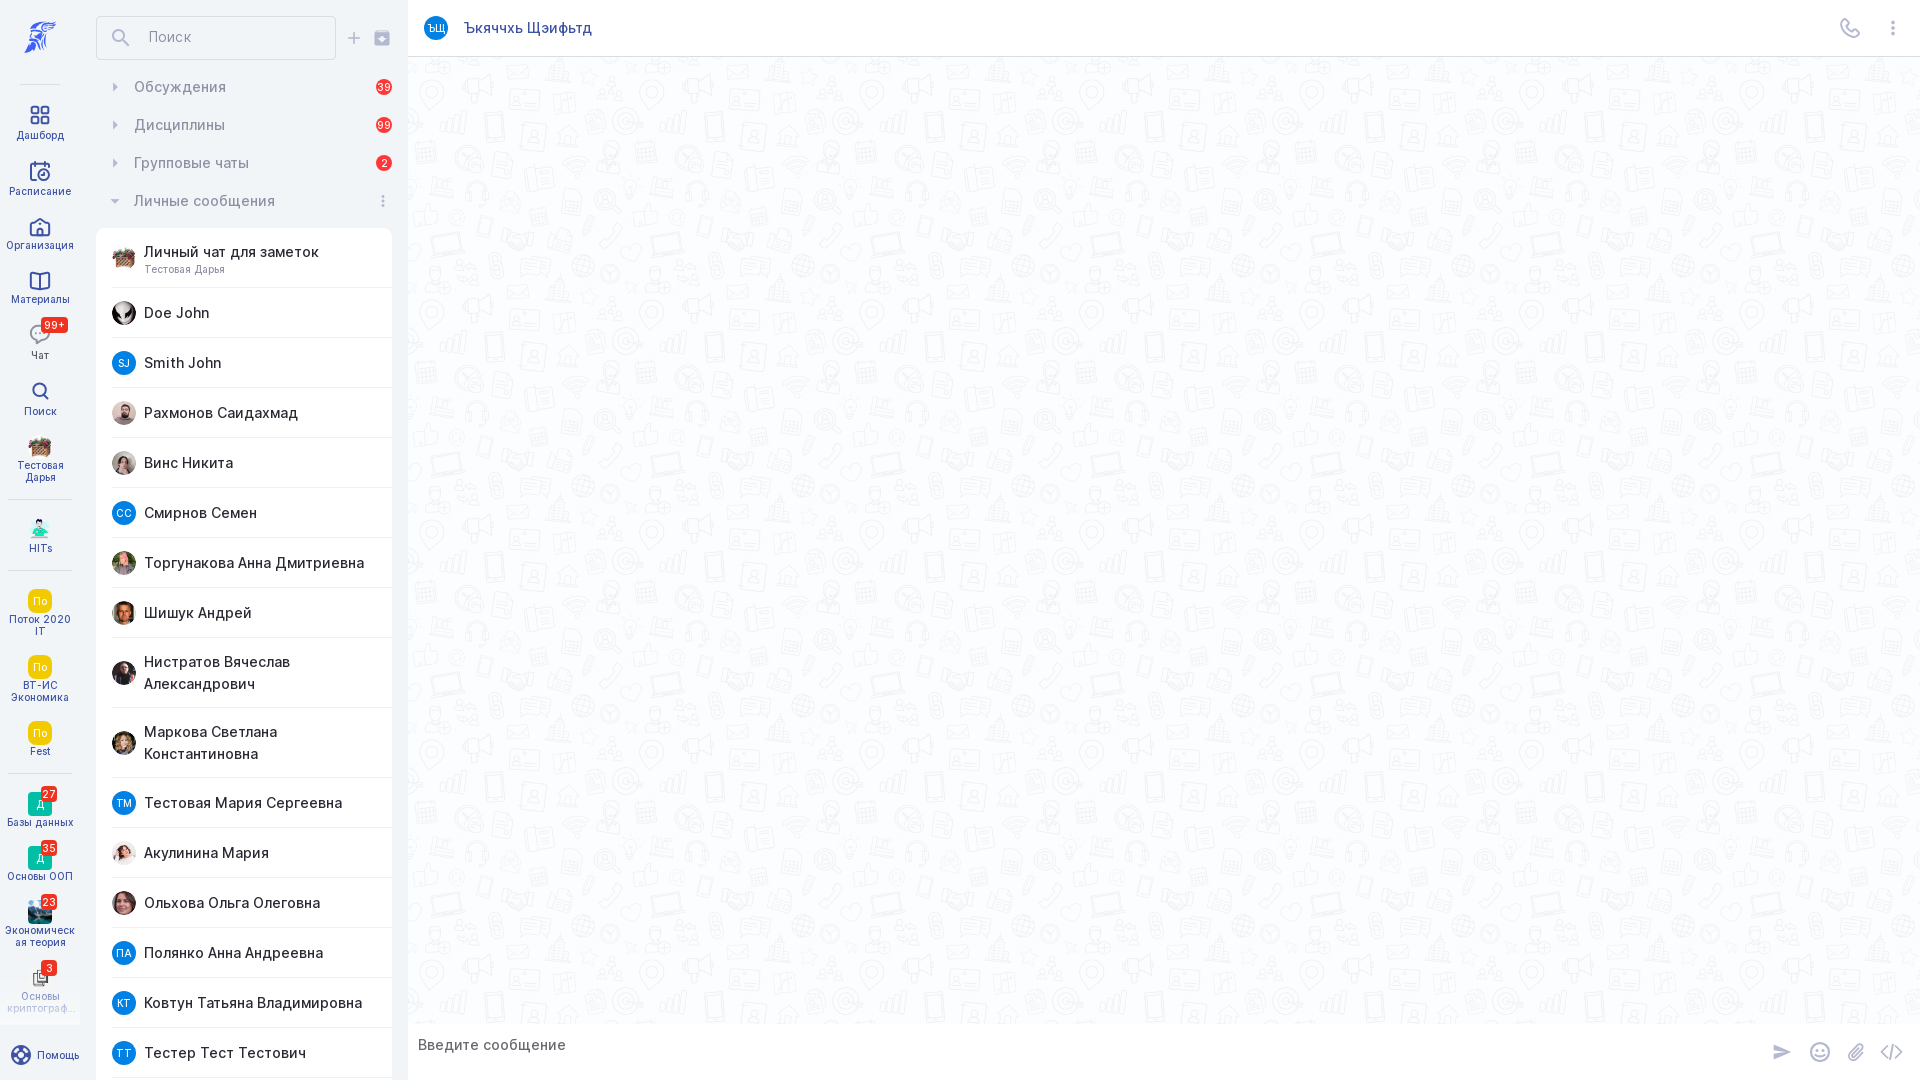 Дашборд
Расписание
Организация
Материалы
99+
Чат
Поиск
Тестовая
Дарья
HITs
По
Поток 2020
IT
По
ВТ-ИС
Экономика
По
Fest
27
Д
Базы данных
35
Д
Основы ООП
23
Экономическ
ая теория
3
Основы
криптограф...
Помощь
Поиск
Обсуждения
39
Дисциплины
99
Групповые чаты
2
Личные сообщения
Личный чат для заметок
Тестовая Дарья
Doe John
SJ
Smith John
Рахмонов Саидахмад
Винс Никита
СС
Смирнов Семен
Торгунакова Анна Дмитриевна
Шишук Андрей
Нистратов Вячеслав
Александрович
Маркова Светлана
Константиновна
ТМ
Тестовая Мария Сергеевна
Акулинина Мария
Ольхова Ольга Олеговна
ПА
Полянко Анна Андреевна
КТ
Ковтун Татьяна Владимировна
ТТ
Тестер Тест Тестович
ЪЩ
Ъкяччхь Щэифьтд
Введите сообщение